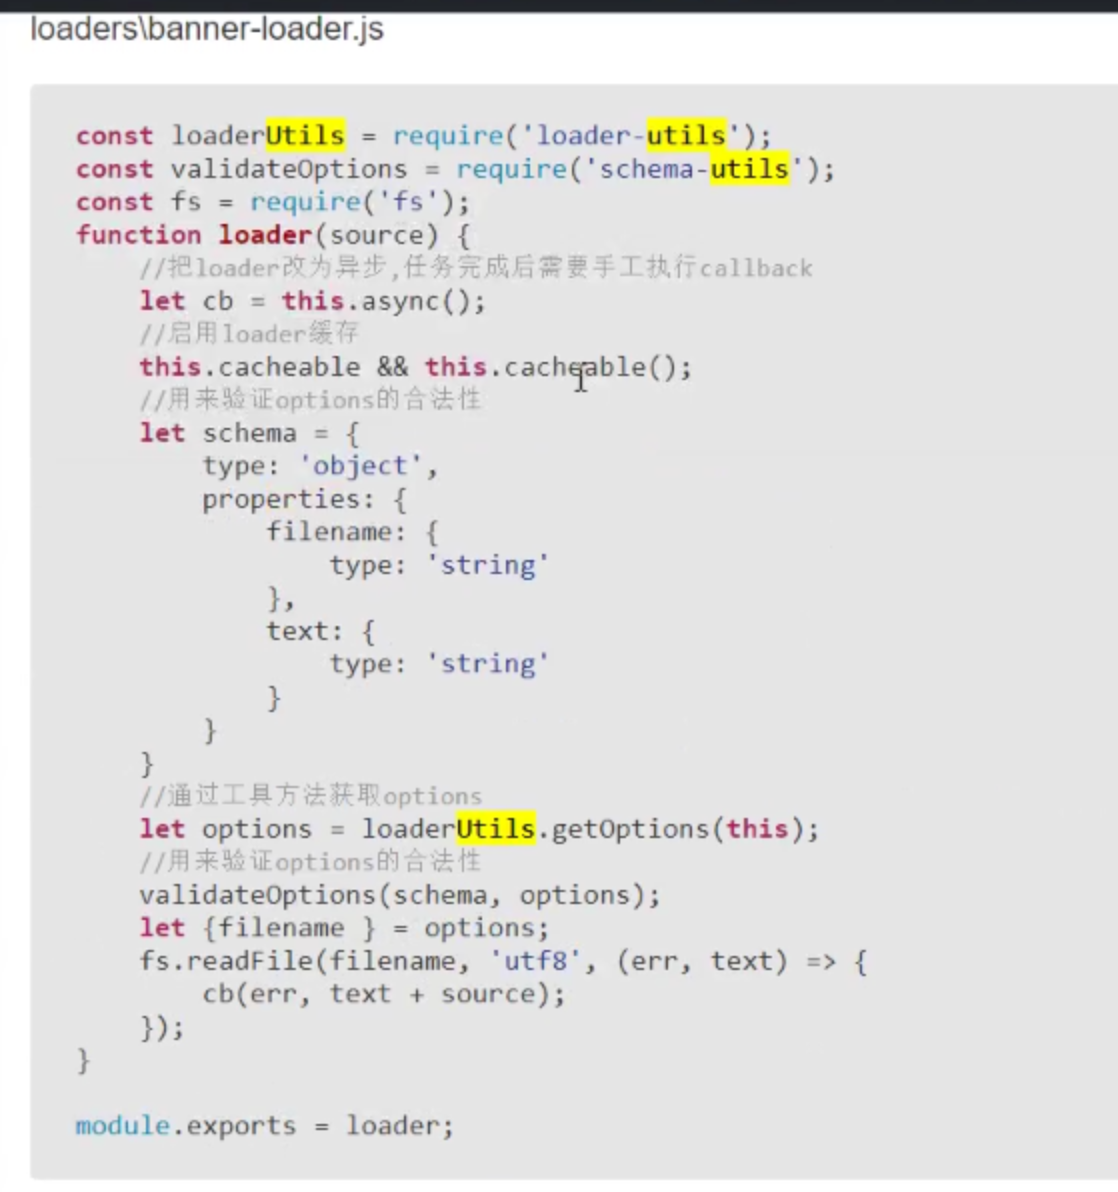 loaders\banner-loader.js
const loaderUtils = require('loader-utils');
const validateOptions = require('schema-utils');
const fs = require('fs');
function loader(source) {
    //把loader改为异步,任务完成后需要手工执行callback
    let cb = this.async();
    //启用loader缓存
    this.cacheable && this.cacheable();
    //用来验证options的合法性
    let schema = {
        type: 'object',
        properties: {
            filename: {
                type: 'string'
            },
            text: {
                type: 'string'
            }
        }
    }
    //通过工具方法获取options
    let options = loaderUtils.getOptions(this);
    //用来验证options的合法性
    validateOptions(schema, options);
    let {filename } = options;
    fs.readFile(filename, 'utf8', (err, text) => {
        cb(err, text + source);
    });
}
module.exports = loader;